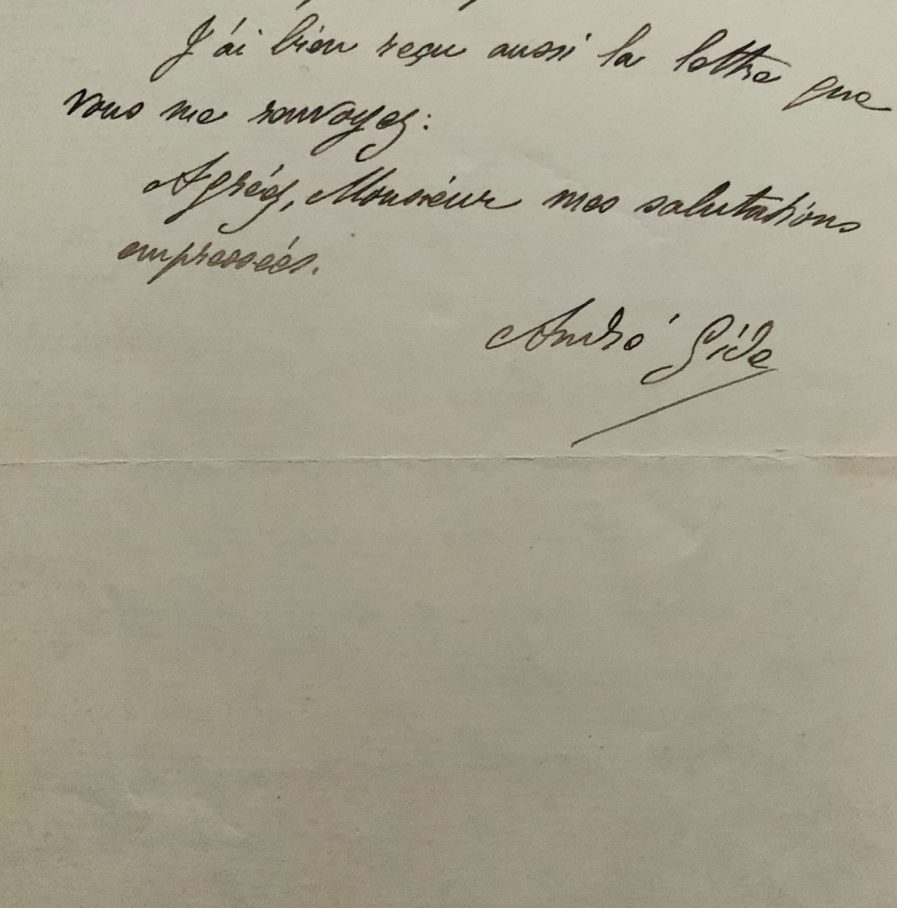 J'ai bien reçu aussi la lettre que
vous me renvoyez.
Agréez, Monsieur mes salutations
empressées.
André Gide